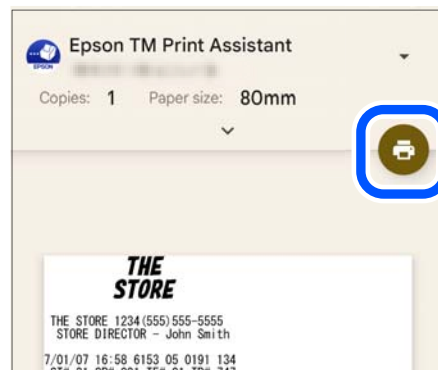 Epson TM Print Assistant
EPSON
Copies: 1 Paper size: 80mm
THE
STORE
THE STORE 1234(555)555-5555
STORE DIRECTOR - John Smith
7/01/07 16:58 6153 05 0191 134